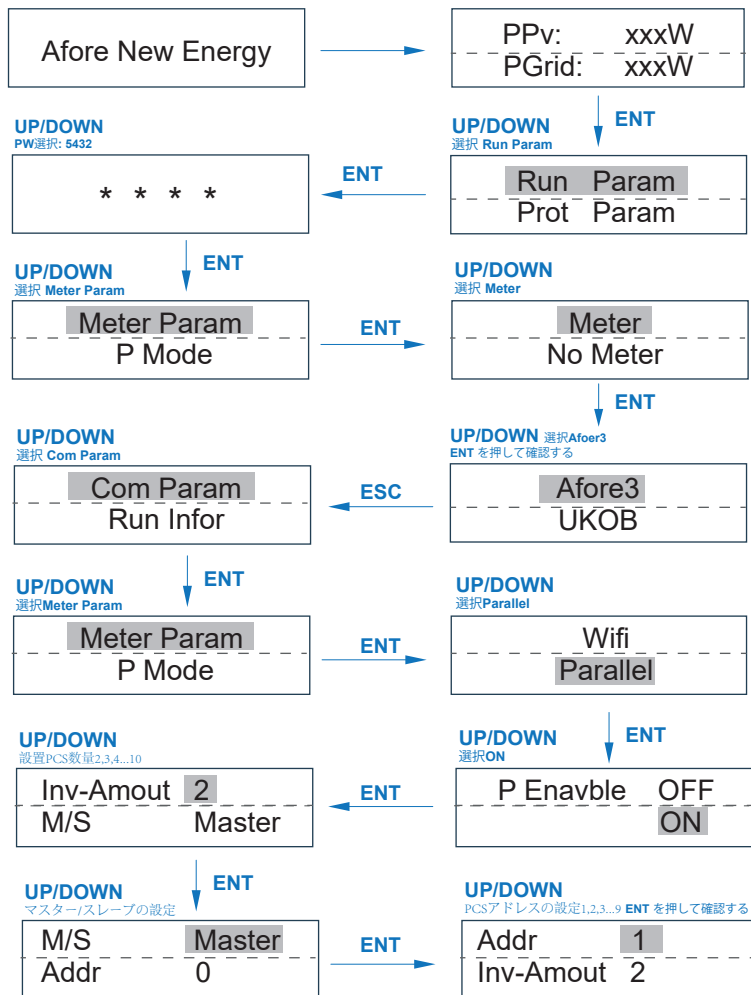 Afore New Energy
PPv: xxxW
PGrid: xxxW
ENT
UP/DOWN
選択 Run Param
Run Param
Prot Param
ENT
UP/DOWN
PW選択: 5432
* * * *
ENT
UP/DOWN
選択 Meter Param
Meter Param
P Mode
ENT
UP/DOWN
選択 Meter
Meter
No Meter
ENT
UP/DOWN 選択Afoer3
ENT を押して確認する
Afore3
UKOB
ESC
UP/DOWN
選択 Com Param
Com Param
Run Infor
ENT
UP/DOWN
選択Meter Param
Meter Param
P Mode
ENT
UP/DOWN
選択Parallel
Wifi
Parallel
ENT
UP/DOWN
選択ON
P Enavble OFF
ON
ENT
UP/DOWN
設置PCS数量2,3,4...10
Inv-Amout 2
M/S Master
ENT
UP/DOWN
マスター/スレーブの設定
M/S Master
Addr 0
ENT
UP/DOWN
PCSアドレスの設定1,2,3...9 ENT を押して確認する
Addr 1
Inv-Amout 2